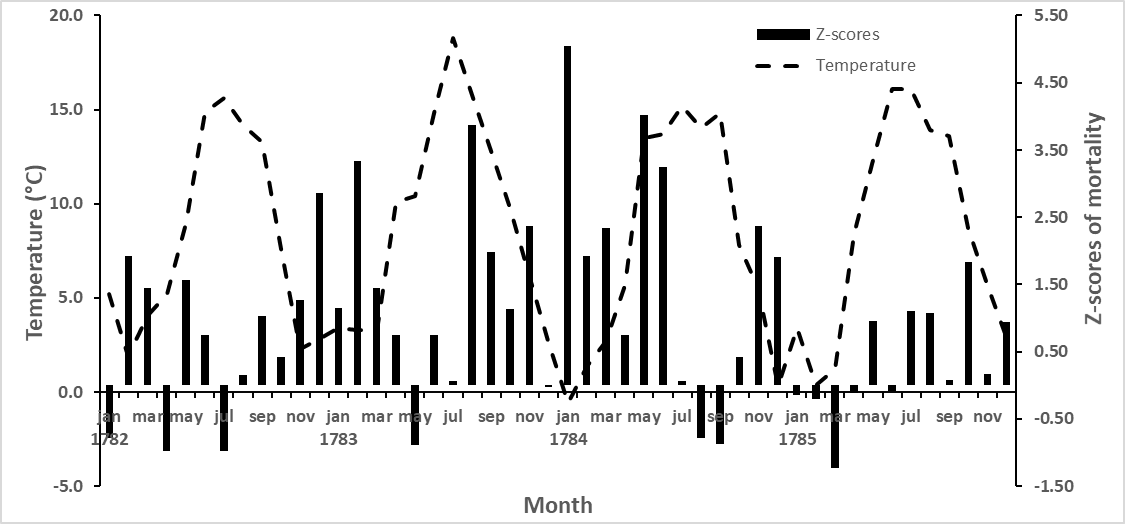 20.0
15.0
10.0
5.0
0.0
-5.0
Temperature (°C)
5.50
4.50
3.50
2.50
1.50
0.50
-0.50
-1.50
Z-scores of mortality
Z-scores
Temperature
jan mar may jul sep nov jan mar may jul sep nov jan mar may jul sep nov jan mar may jul sep nov
1782 1783 1784 1785
Month